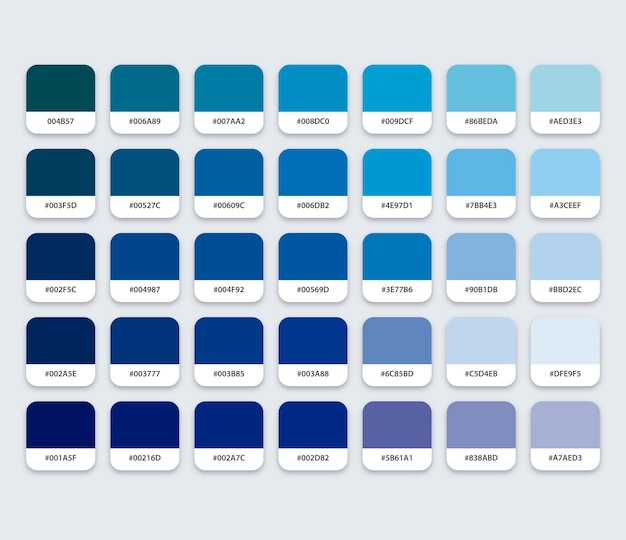 004B57 #006A89 #007AA2 #008DC0 #009DCF #86BEDA #AED3E3
#003F5D #00527C #00609C #006DB2 #4E97D1 #7BB4E3 #A3CEEF
#002F5C #004987 #004F92 #00569D #3E77B6 #90B1DB #BBD2EC
#002A5E #003777 #003B85 #003A88 #6C85BD #C5D4EB #DFE9F5
#001A5F #00216D #002A7C #002D82 #5B61A1 #838ABD #A7AED3